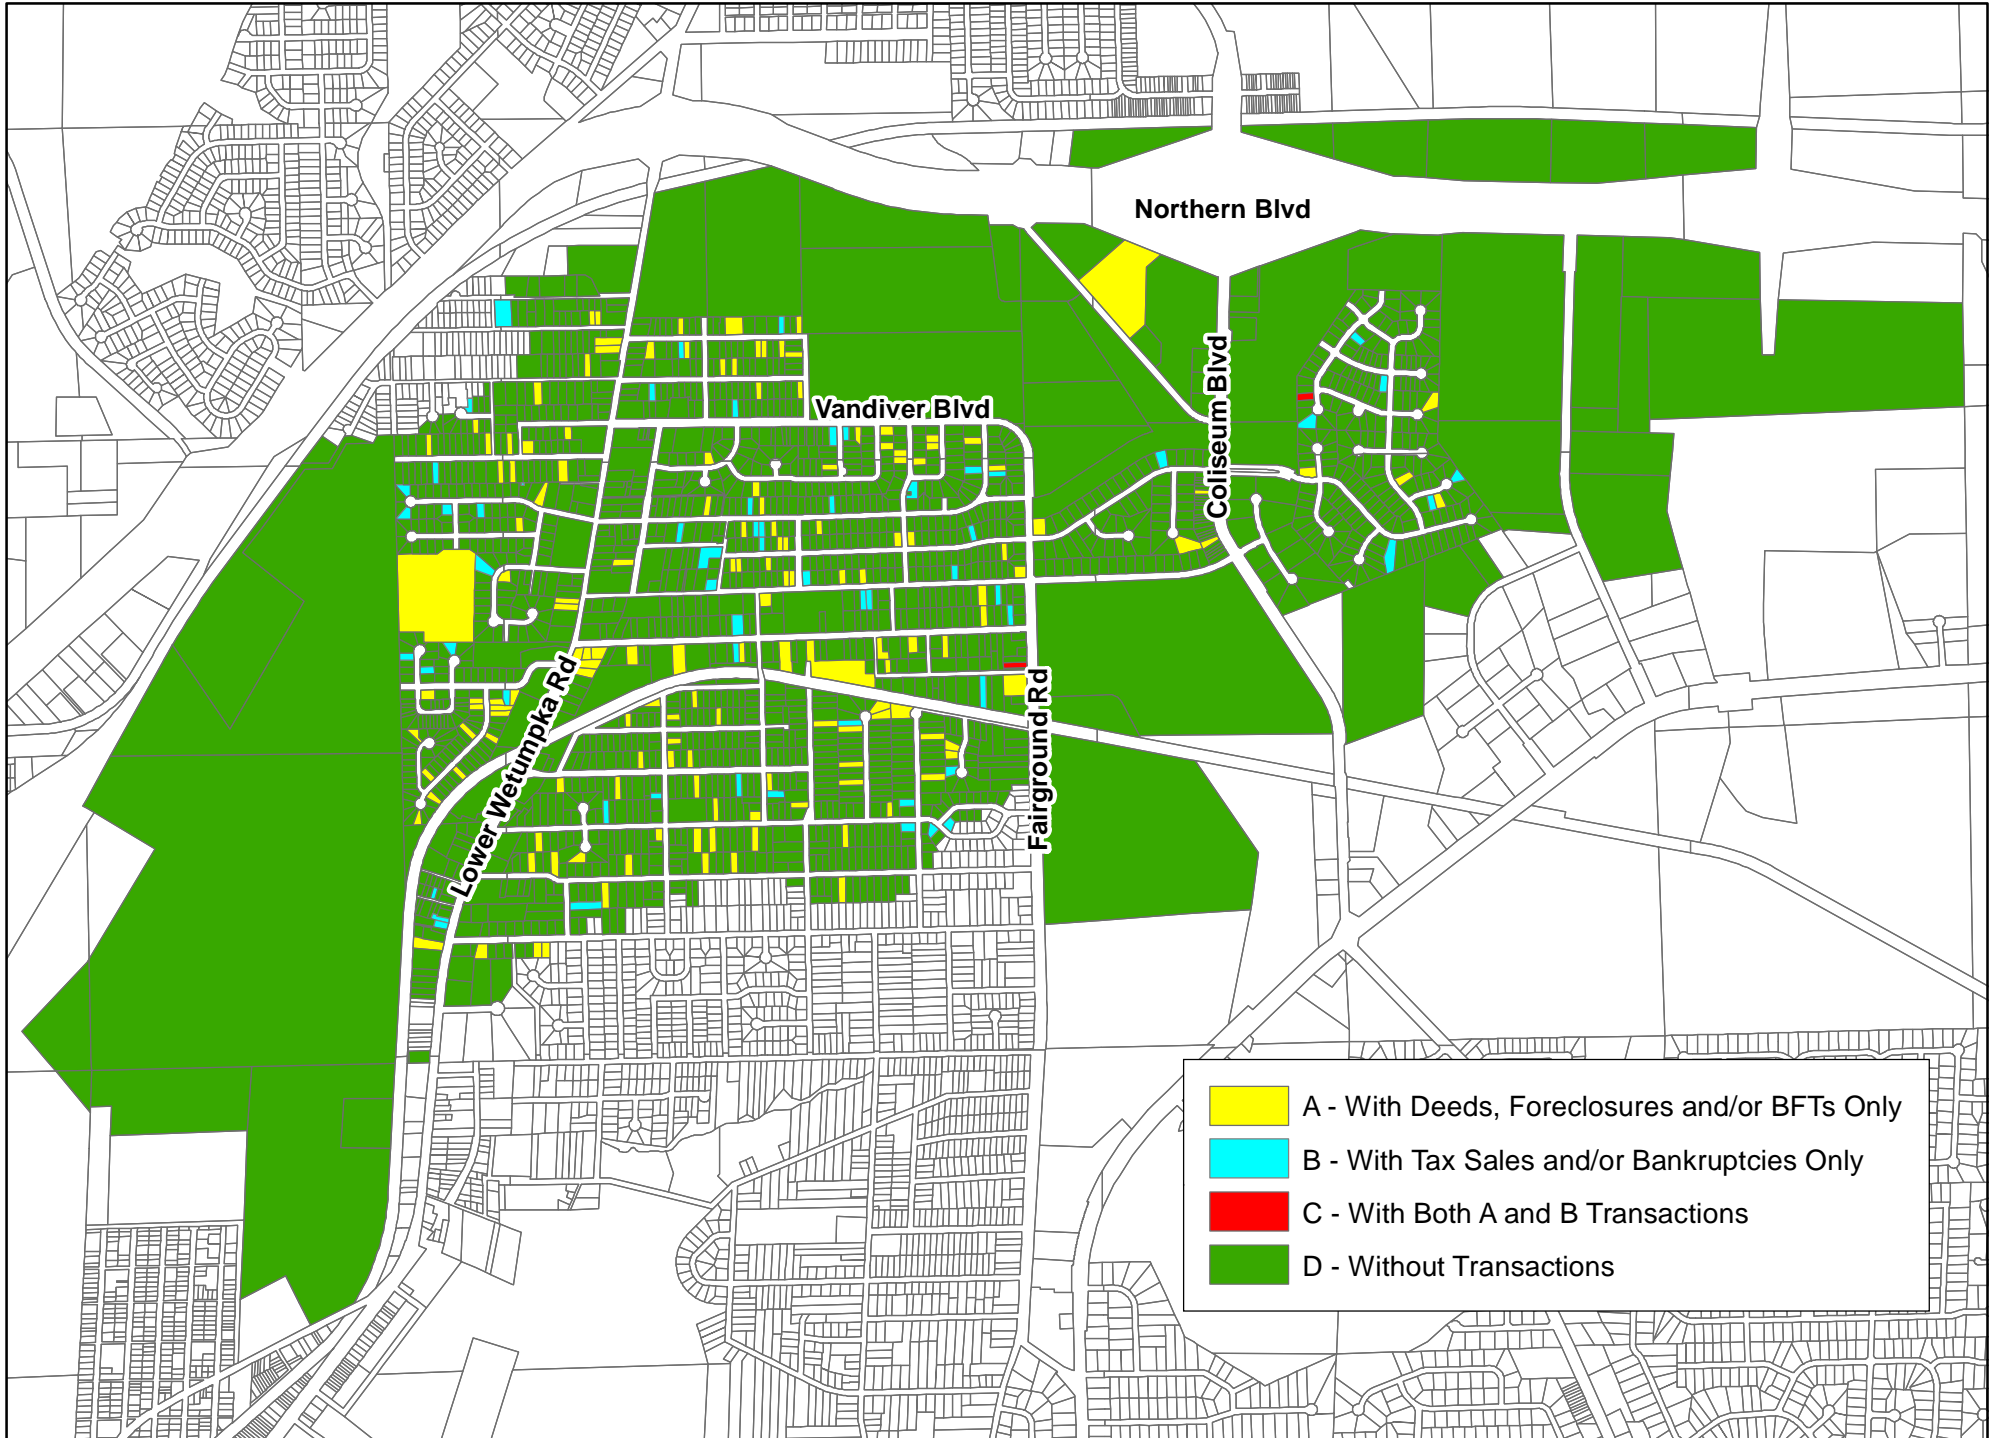 Northern Blvd
Vandiver Blvd
Coliseum Blvd
Lower Wetumpka Rd
Fairground Rd
A - With Deeds, Foreclosures and/or BFTs Only
B - With Tax Sales and/or Bankruptcies Only
C - With Both A and B Transactions
D - Without Transactions